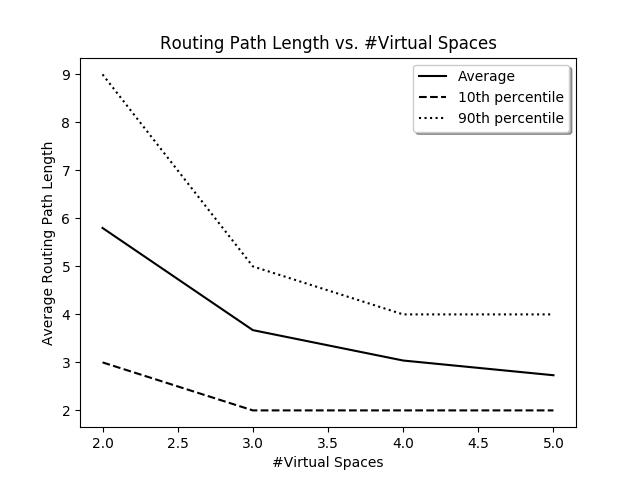 Routing Path Length vs. #Virtual Spaces
Average
10th percentile
90th percentile
Average Routing Path Length
9
8
7
6
5
4
3
2
2.0 2.5 3.0 3.5 4.0 4.5 5.0
#Virtual Spaces